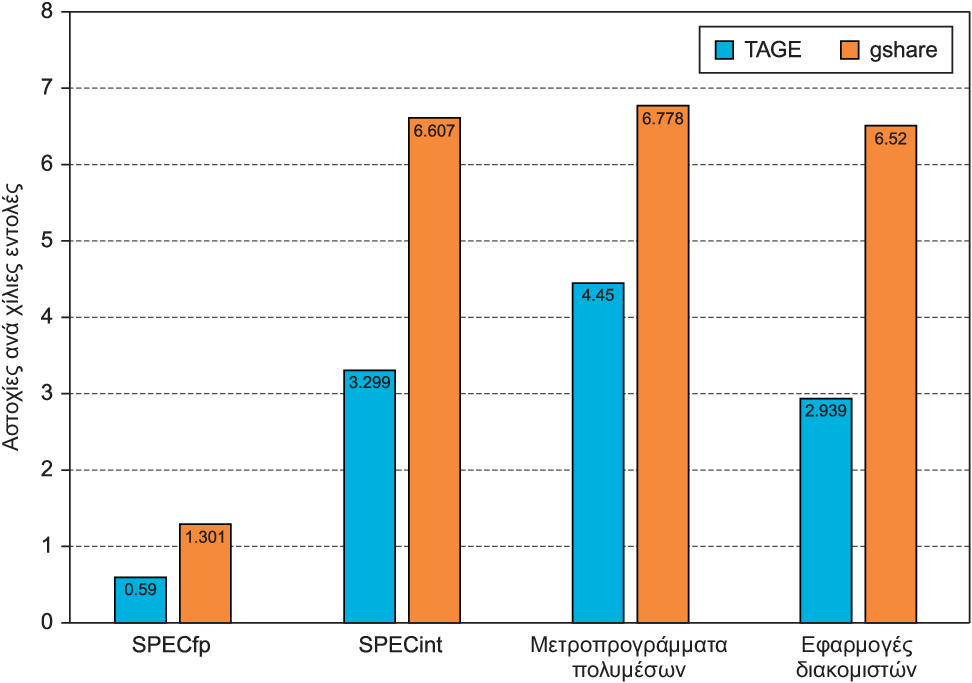 8
7
6
5
4
3
2
1
0
Αστοχίες ανά χίλιες εντολές
TAGE
gshare
0.59
1.301
3.299
6.607
4.45
6.778
2.939
6.52
SPECfp
SPECint
Μετροπρογράμματα
πολυμέσων
Εφαρμογές
διακομιστών